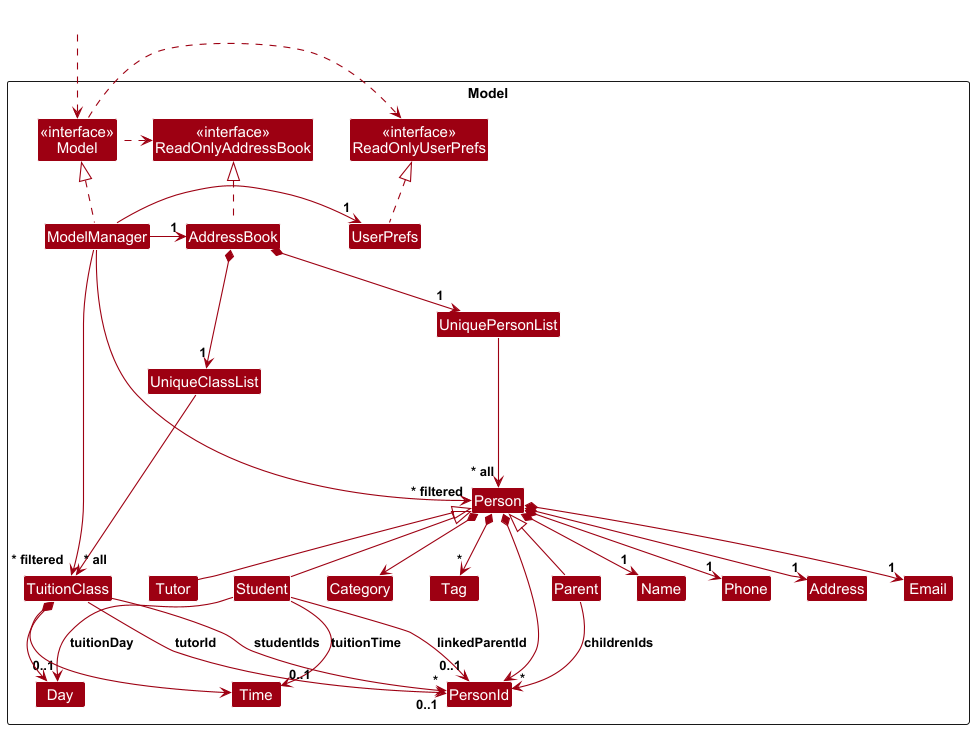 Model
«interface»
Model
«interface»
ReadOnlyAddressBook
«interface»
ReadOnlyUserPrefs
1
1
ModelManager
AddressBook
UserPrefs
1
UniquePersonList
1
UniqueClassList
* all
* filtered
Person
* filtered
* all
*
1
1
1
1
TuitionClass
Tutor
Student
Category
Tag
Parent
Name
Phone
Address
Email
tuitionDay
tutorId
studentIds
tuitionTime
linkedParentId
childrenIds
0..1
0..1
0..1
*
*
0..1
Day
Time
PersonId